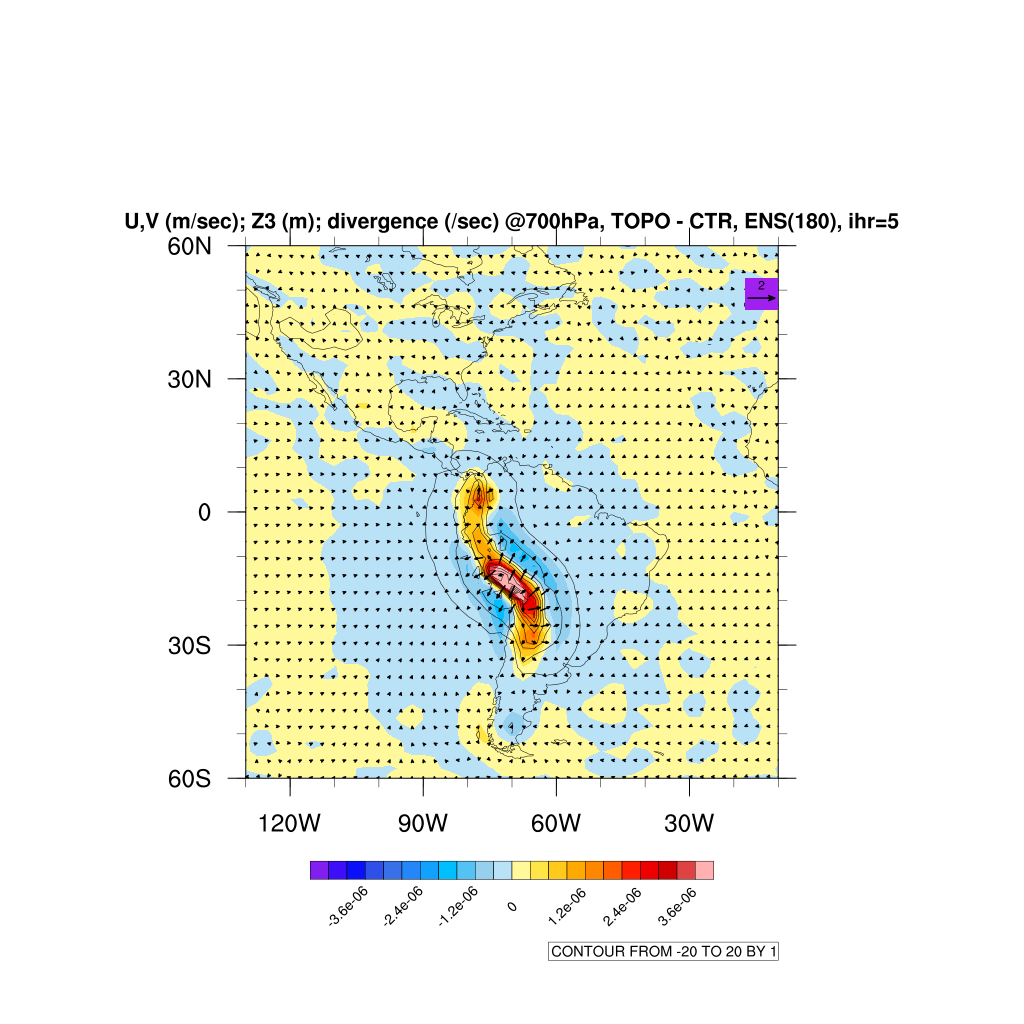 U,V (m/sec); Z3 (m); divergence (/sec) @700hPa, TOPO - CTR, ENS(180), ihr=5
60N
2
30N
0
30S
60S
120W 90W 60W 30W
-3.6e-06 -2.4e-06 -1.2e-06 0 1.2e-06 2.4e-06 3.6e-06
CONTOUR FROM -20 TO 20 BY 1